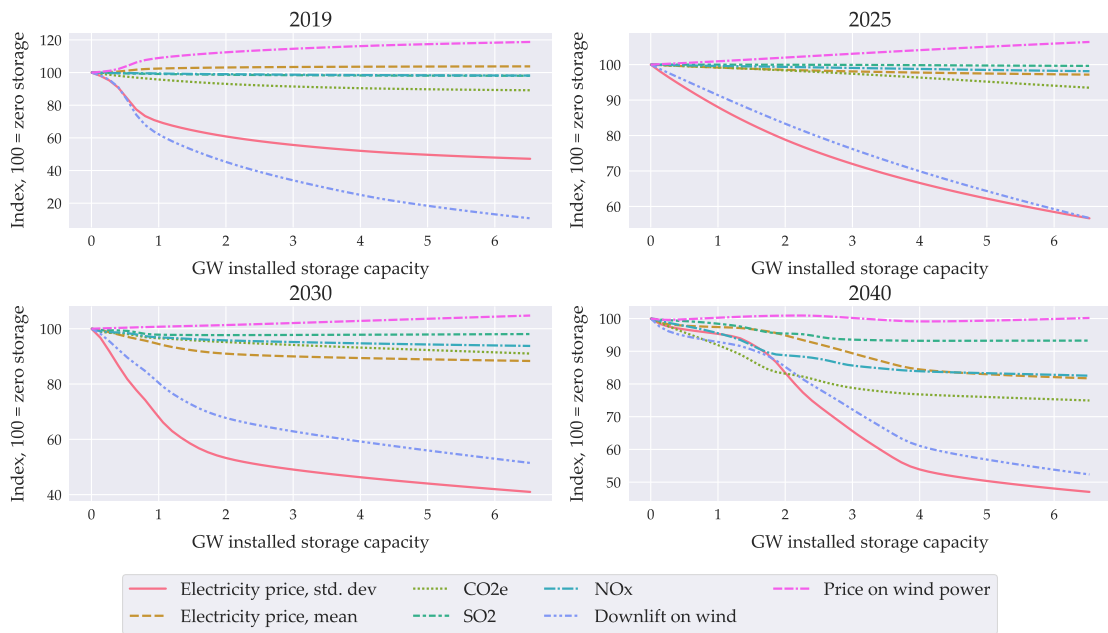 2019
Index, 100 = zero storage
120
100
80
60
40
20
0 1 2 3 4 5 6
GW installed storage capacity
2025
Index, 100 = zero storage
100
90
80
70
60
0 1 2 3 4 5 6
GW installed storage capacity
2030
Index, 100 = zero storage
100
80
60
40
0 1 2 3 4 5 6
GW installed storage capacity
2040
Index, 100 = zero storage
100
90
80
70
60
50
0 1 2 3 4 5 6
GW installed storage capacity
Electricity price, std. dev
Electricity price, mean
CO2e
SO2
NOx
Downlift on wind
Price on wind power